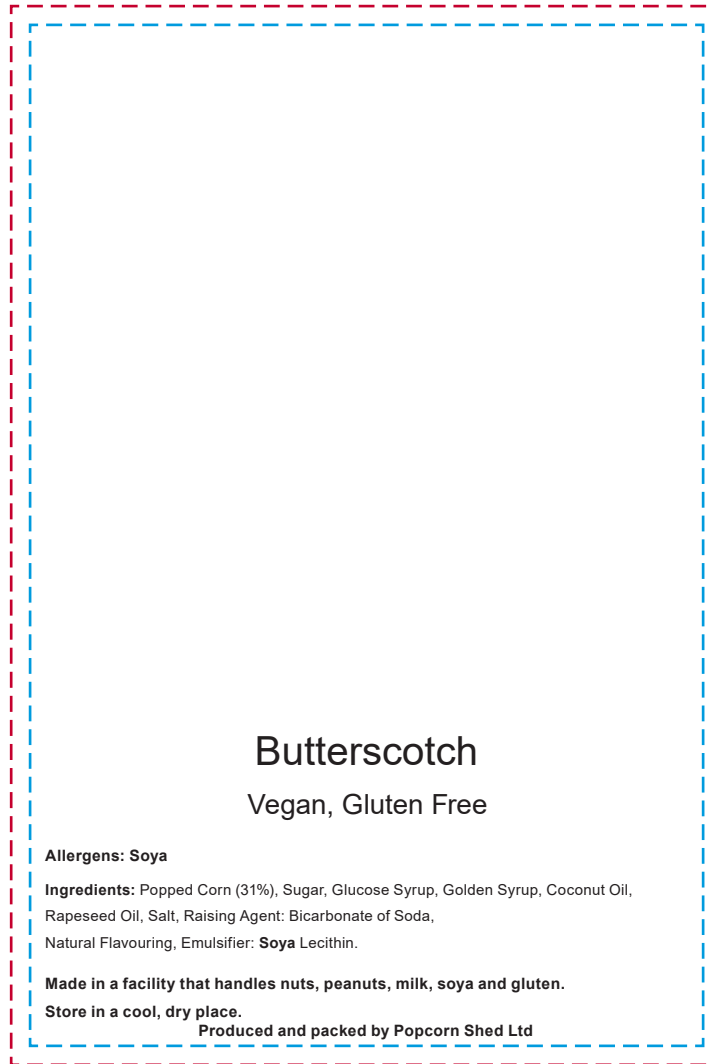 Butterscotch
Vegan, Gluten Free
Allergens: Soya
Ingredients: Popped Corn (31%), Sugar, Glucose Syrup, Golden Syrup, Coconut Oil,
Rapeseed Oil, Salt, Raising Agent: Bicarbonate of Soda,
Natural Flavouring, Emulsifier: Soya Lecithin.
Made in a facility that handles nuts, peanuts, milk, soya and gluten.
Store in a cool, dry place.
Produced and packed by Popcorn Shed Ltd